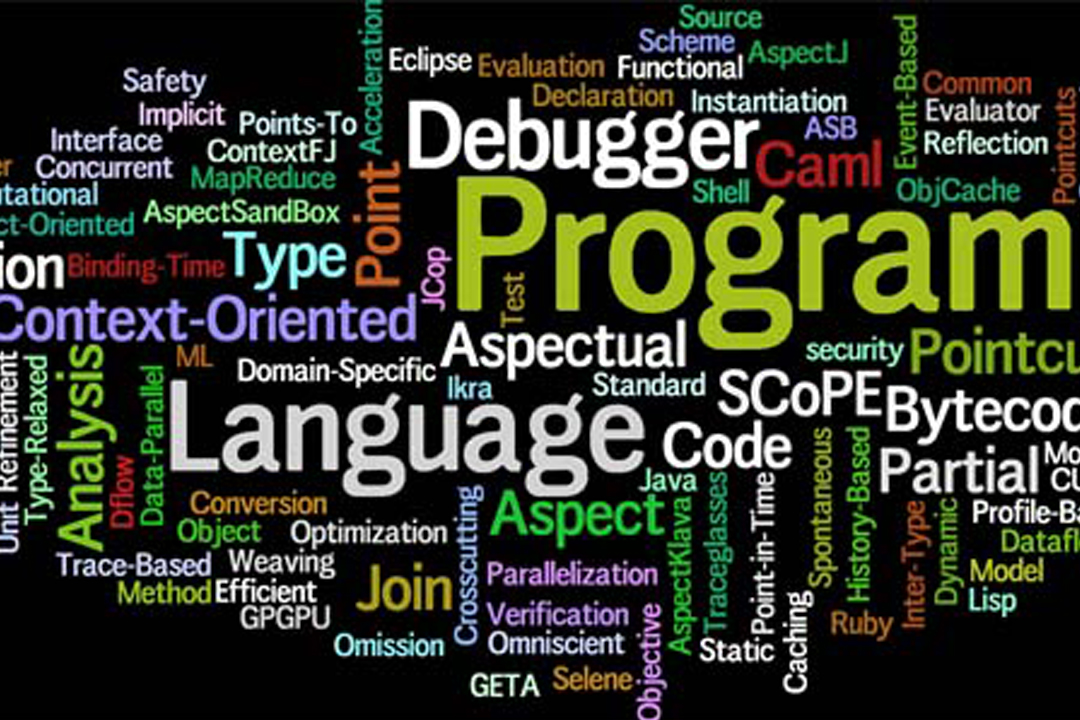 Source
Scheme
AspectJ
Acceleration
Eclipse
Evaluation
Functional
Event-Based
Common
Safety
Declaration
Instantiation
Evaluator
Pointcuts
Implicit
Points-To
Debugger
ASB
Reflection
Interface
ContextFJ
Caml
er
Concurrent
MapReduce
Shell
ObjCache
utational
AspectSandBox
Point
Program
ct-Oriented
Type
ion
Binding-Time
JCop
Test
Context-Oriented
Aspectual
security
Pointcu
Unit
Refinement
Type-Relaxed
Analysis
ML
Domain-Specific
Ikra
Standard
SCoPE
Bytecod
Data-Parallel
Language
Code
Partial
Mo
CU
Dflow
Java
Conversion
Crosscutting
Aspect
AspectKlava
Traceglasses
Point-in-Time
Spontaneous
History-Based
Inter-Type
Dynamic
Profile-Ba
Object
Optimization
Datafl
Trace-Based
Weaving
Parallelization
Model
Method
Efficient
Join
Lisp
GPGPU
Verification
Ruby
Omission
Omniscient
Objective
Static
Caching
GETA
Selene